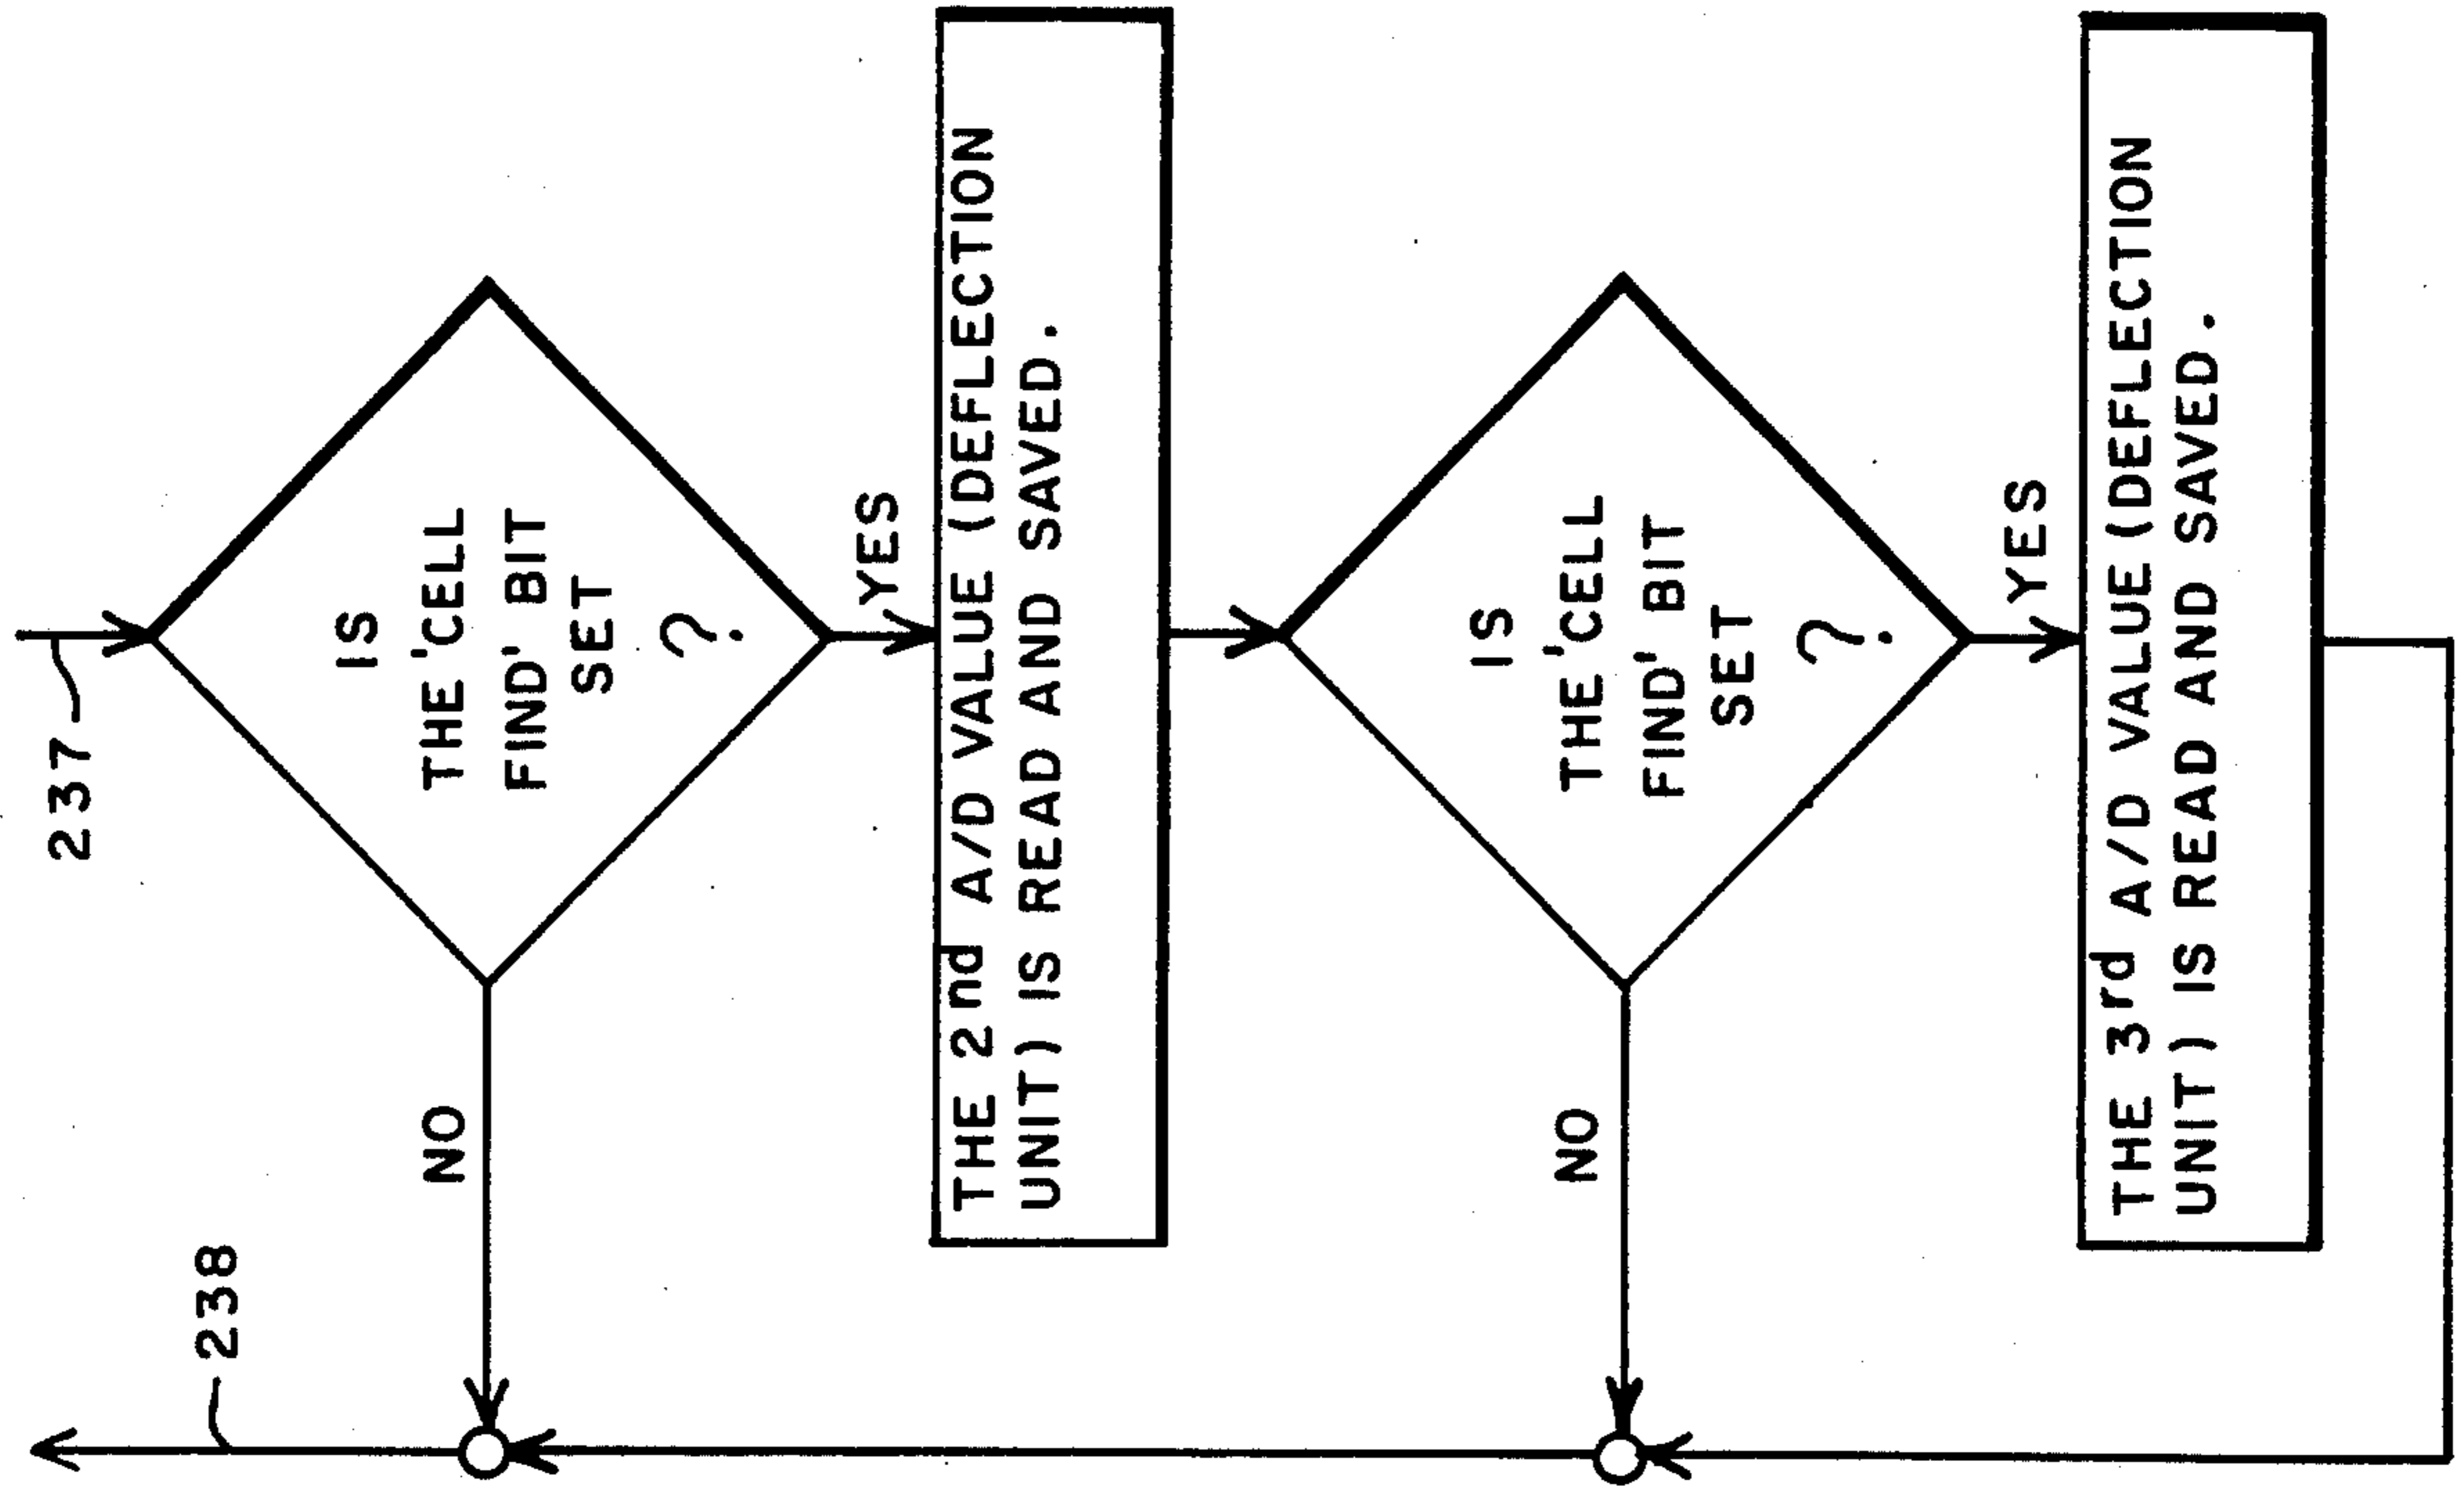 237
IS
THE 'CELL
FIND' BIT
SET
?
NO
YES
238
THE 2nd A/D VALUE (DEFLECTION
UNIT) IS READ AND SAVED.
IS
THE 'CELL
FIND' BIT
SET
?
NO
YES
THE 3rd A/D VALUE (DEFLECTION
UNIT) IS READ AND SAVED.